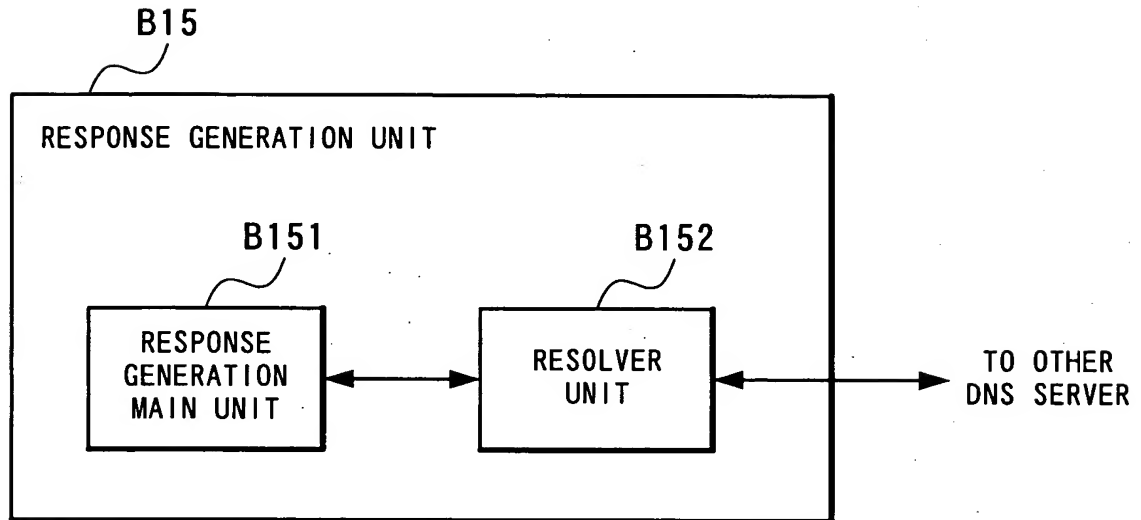 B15
RESPONSE GENERATION UNIT
B151
B152
RESPONSE
GENERATION
MAIN UNIT
RESOLVER
UNIT
TO OTHER
DNS SERVER